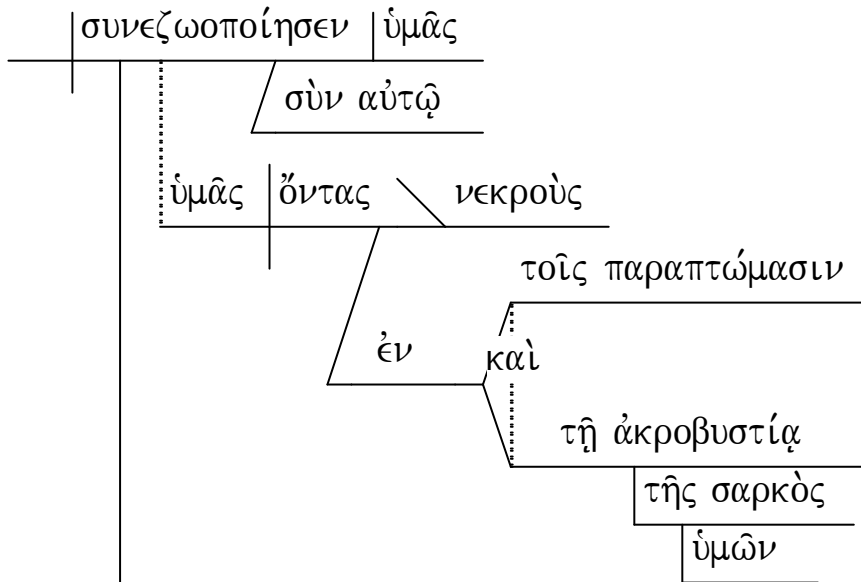 συνεζωοποίησεν ὑμᾶς
σὺν αὐτῷ
ὑμᾶς ὄντας νεκροὺς
τοῖς παραπτώμασιν
ἐν καὶ
τῇ ἀκροβυστίᾳ
τῆς σαρκὸς
ὑμῶν